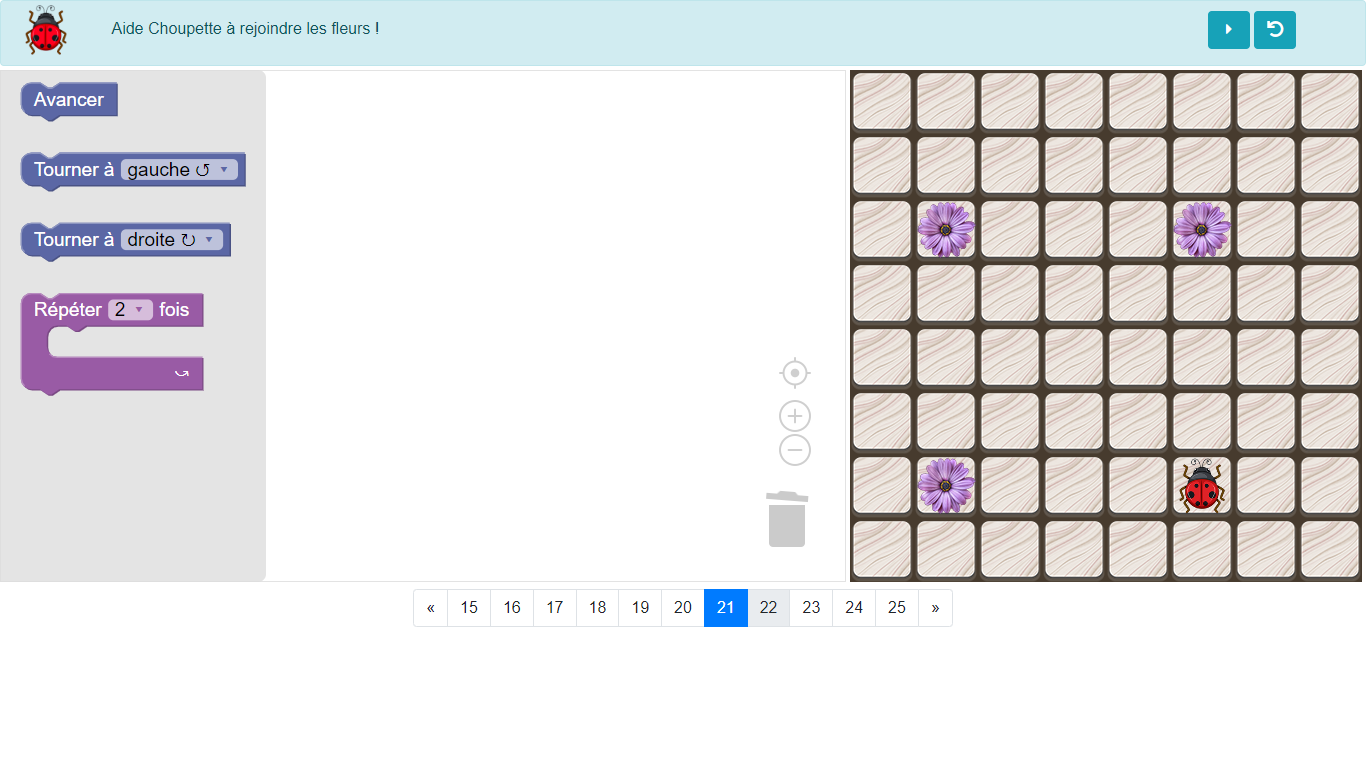 Aide Choupette à rejoindre les fleurs !
Avancer
Tourner à gauche ↺
Tourner à droite ↻
Répéter 2 fois
« 15 16 17 18 19 20 21 22 23 24 25 »